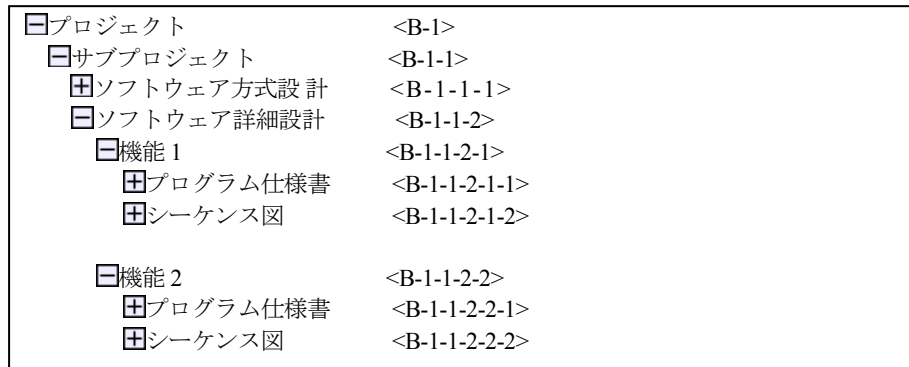 プロジェクト <B-1>
サブプロジェクト <B-1-1>
ソフトウェア方式設計 <B-1-1-1>
ソフトウェア詳細設計 <B-1-1-2>
機能 1 <B-1-1-2-1>
プログラム仕様書 <B-1-1-2-1-1>
シーケンス図 <B-1-1-2-1-2>
機能 2 <B-1-1-2-2>
プログラム仕様書 <B-1-1-2-2-1>
シーケンス図 <B-1-1-2-2-2>